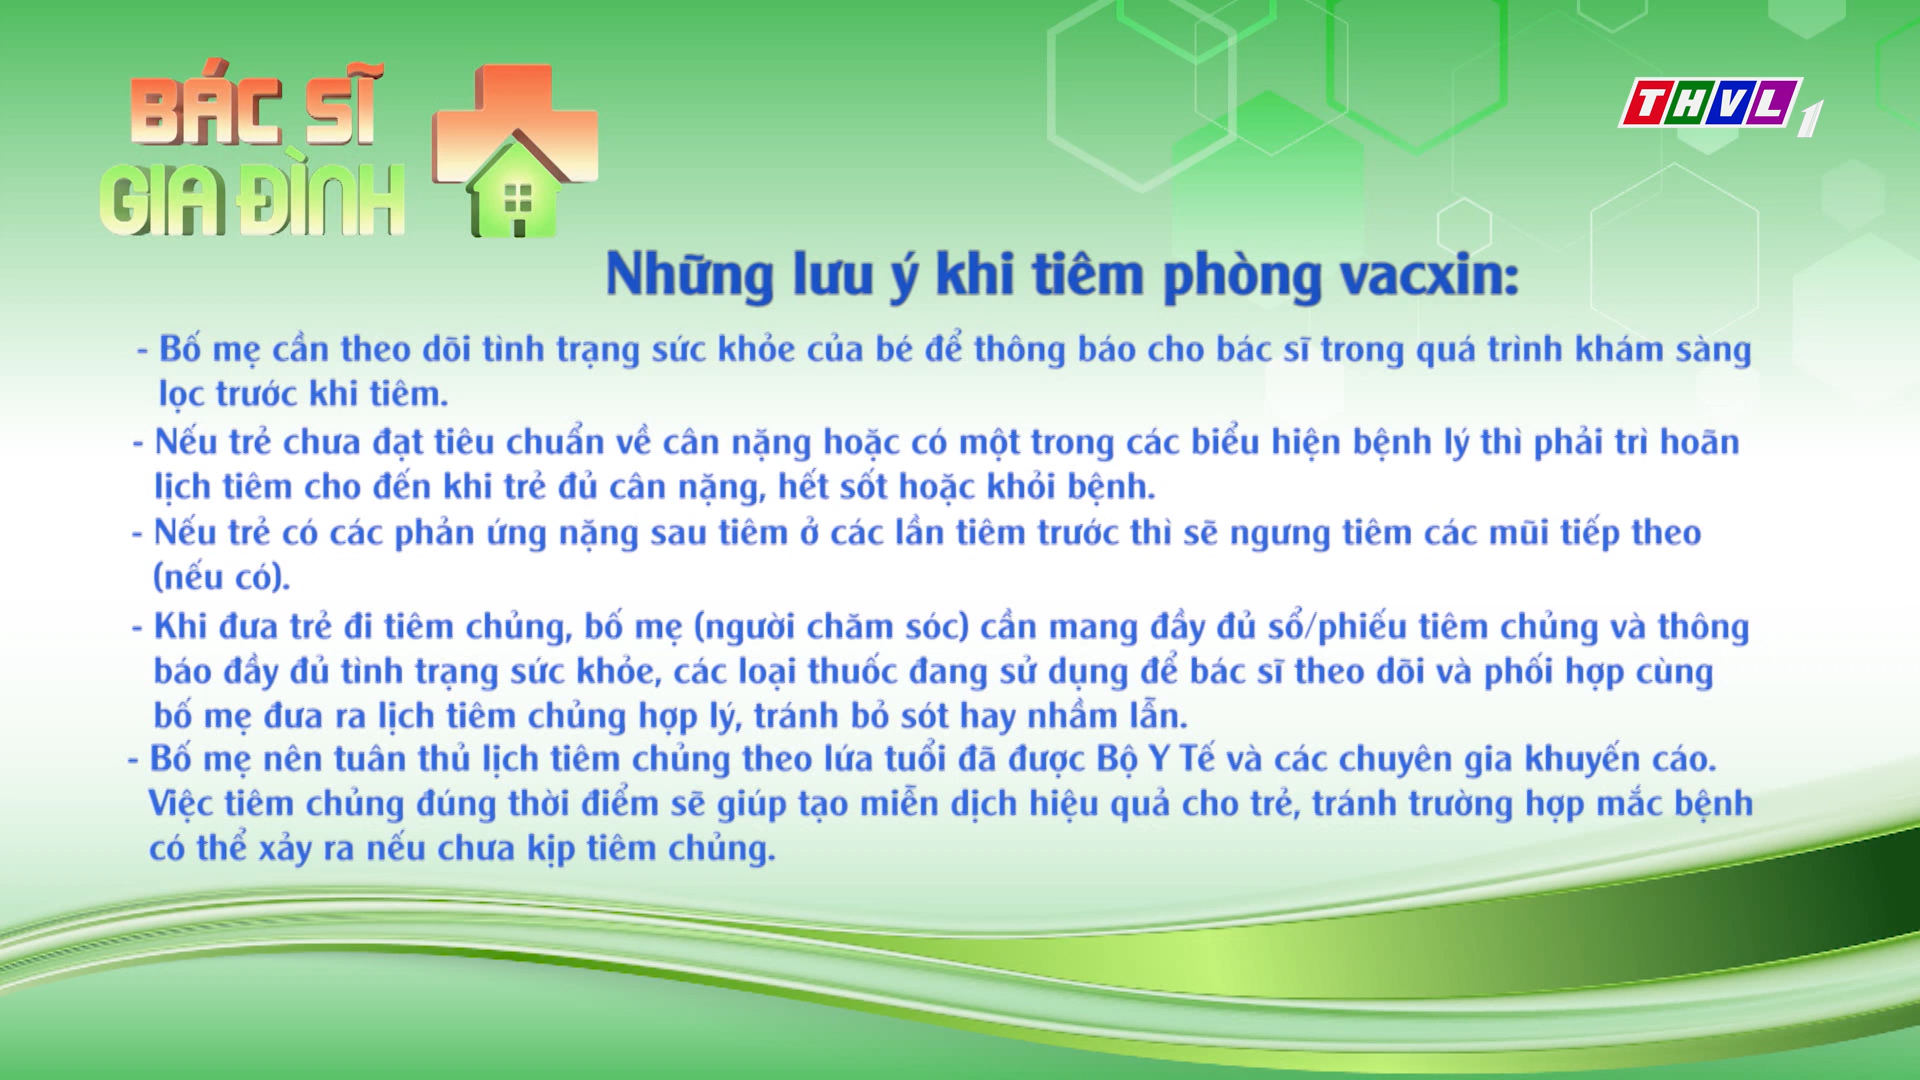 BÁC SĨ
GIA ĐÌNH
THVL 1
Những lưu ý khi tiêm phòng vacxin:
- Bố mẹ cần theo dõi tình trạng sức khỏe của bé để thông báo cho bác sĩ trong quá trình khám sàng
lọc trước khi tiêm.
- Nếu trẻ chưa đạt tiêu chuẩn về cân nặng hoặc có một trong các biểu hiện bệnh lý thì phải trì hoãn
lịch tiêm cho đến khi trẻ đủ cân nặng, hết sốt hoặc khỏi bệnh.
- Nếu trẻ có các phản ứng nặng sau tiêm ở các lần tiêm trước thì sẽ ngưng tiêm các mũi tiếp theo
(nếu có).
- Khi đưa trẻ đi tiêm chủng, bố mẹ (người chăm sóc) cần mang đầy đủ sổ/phiếu tiêm chủng và thông
báo đầy đủ tình trạng sức khỏe, các loại thuốc đang sử dụng để bác sĩ theo dõi và phối hợp cùng
bố mẹ đưa ra lịch tiêm chủng hợp lý, tránh bỏ sót hay nhầm lẫn.
- Bố mẹ nên tuân thủ lịch tiêm chủng theo lứa tuổi đã được Bộ Y Tế và các chuyên gia khuyến cáo.
Việc tiêm chủng đúng thời điểm sẽ giúp tạo miễn dịch hiệu quả cho trẻ, tránh trường hợp mắc bệnh
có thể xảy ra nếu chưa kịp tiêm chủng.